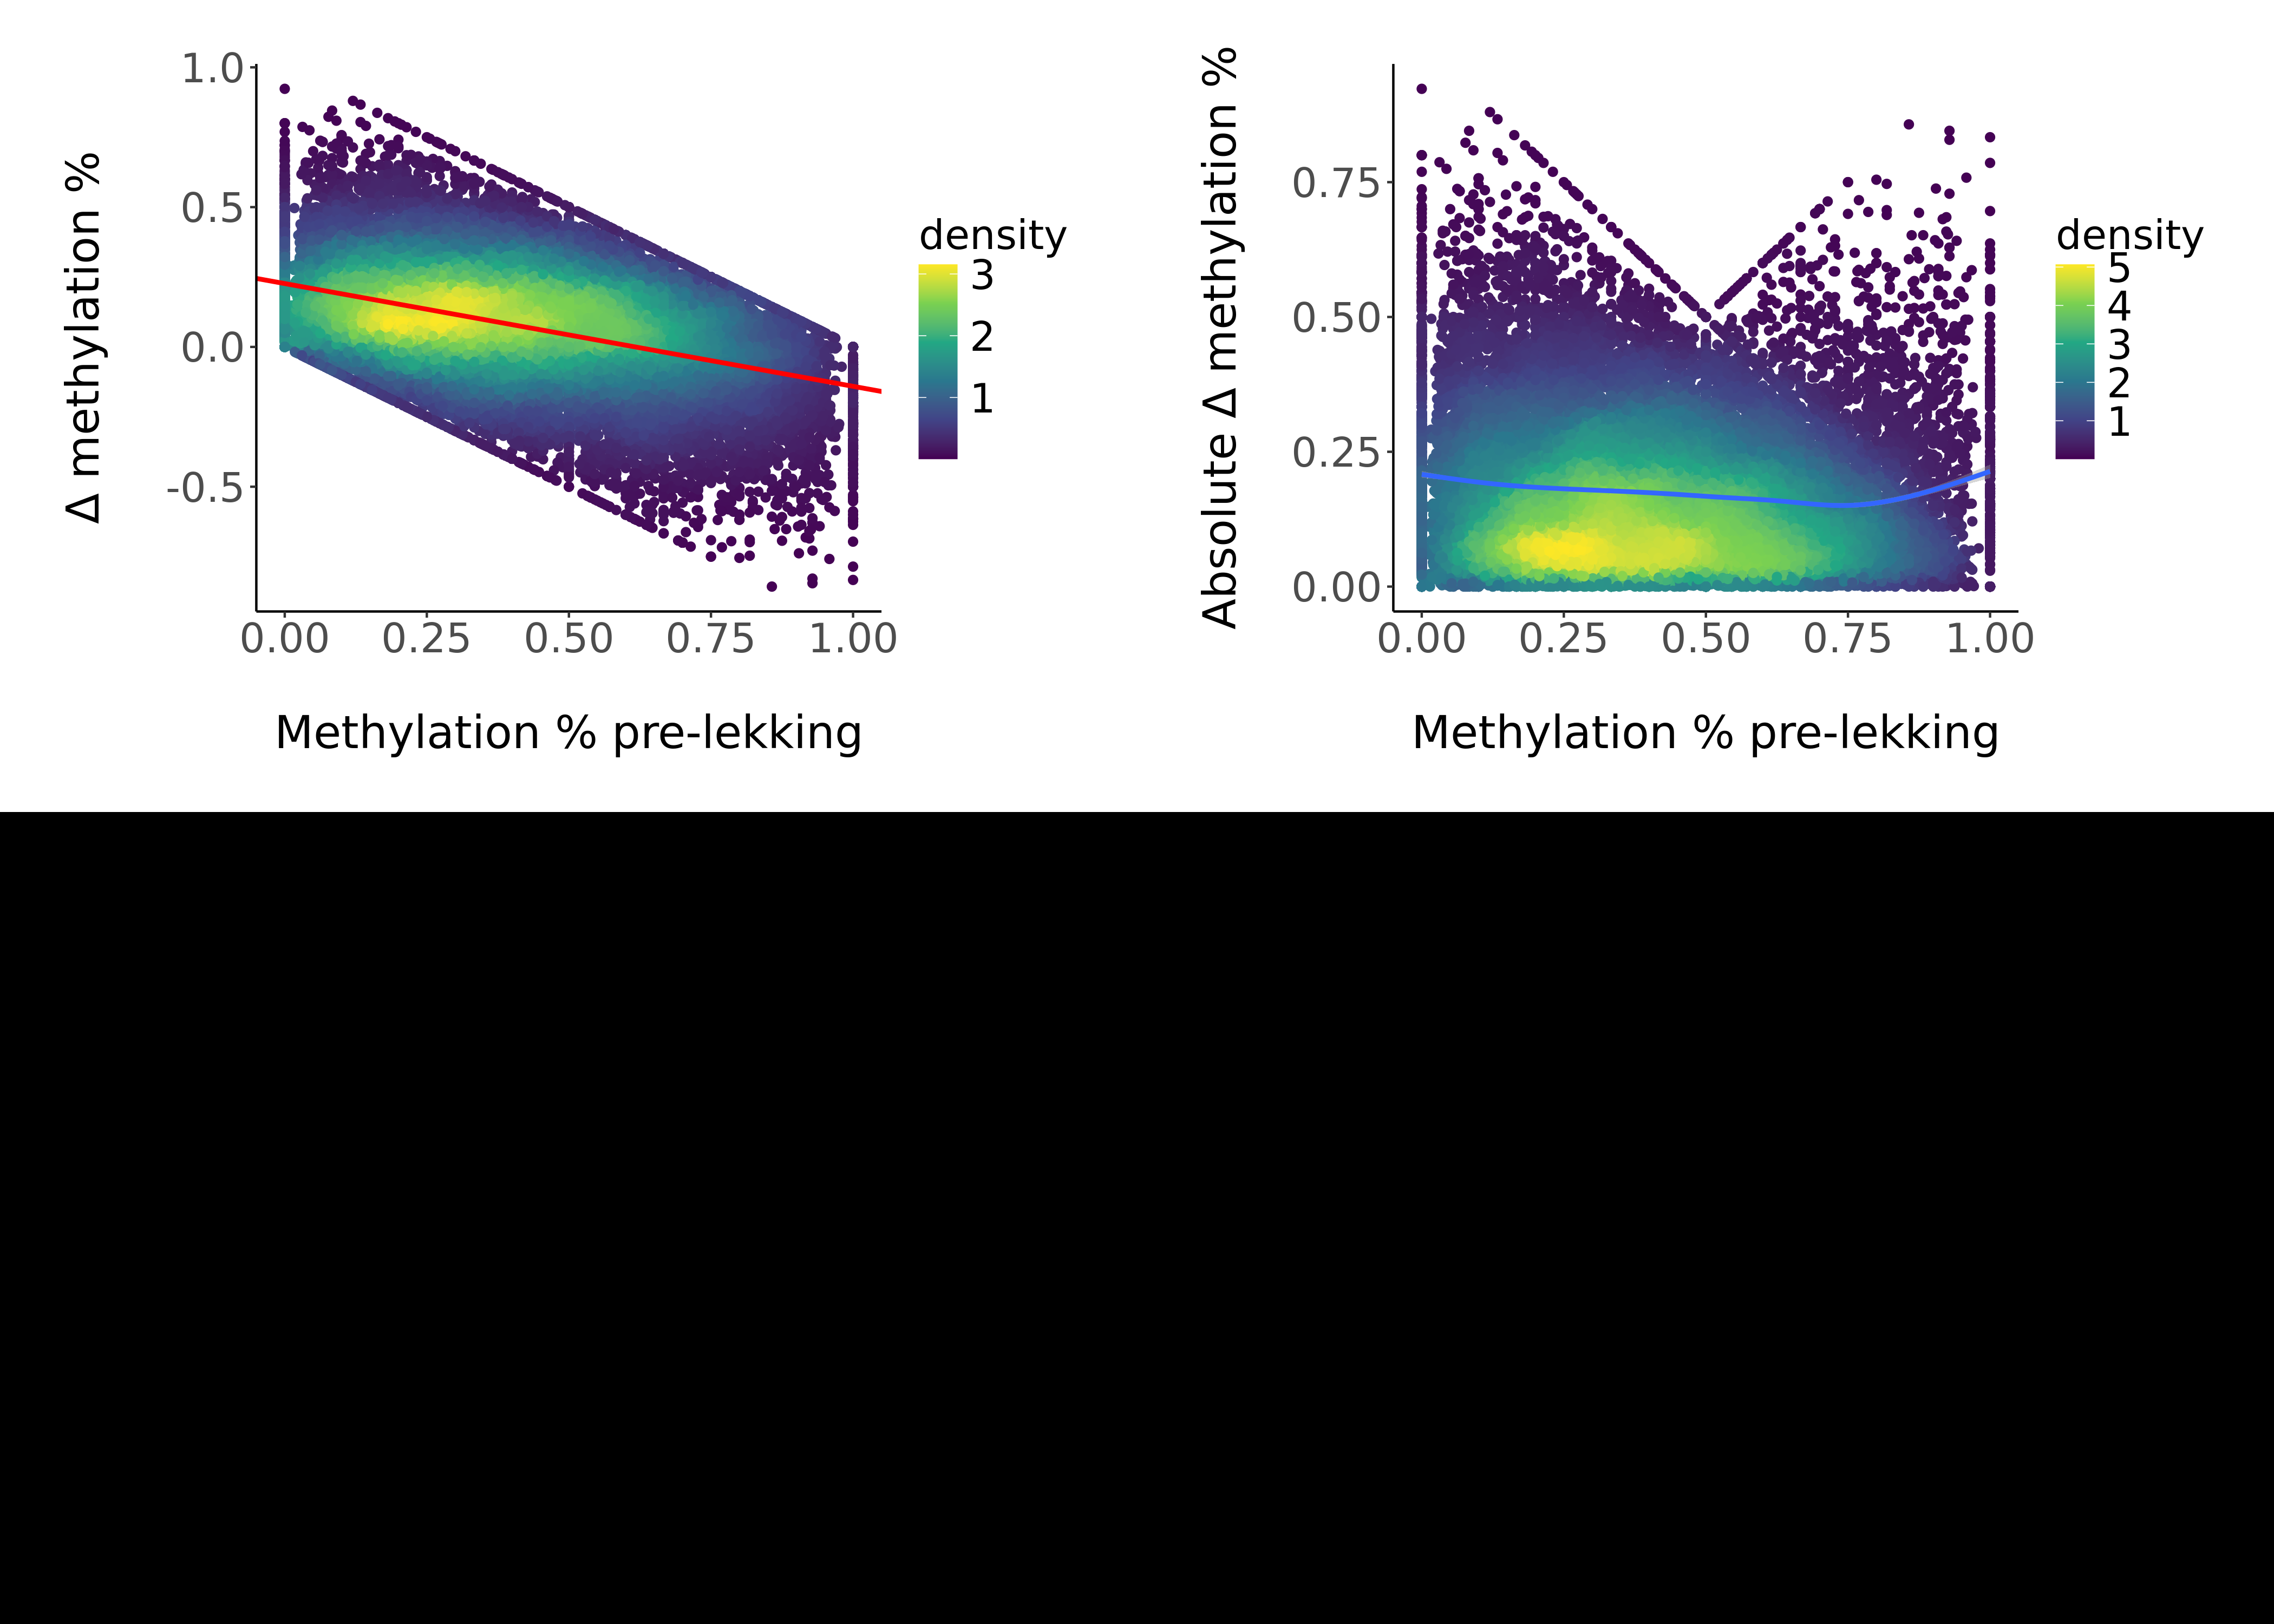 Δ methylation %
1.0
0.5
0.0
-0.5
0.00 0.25 0.50 0.75 1.00
Methylation % pre-lekking
density
3
2
1
Absolute Δ methylation %
0.75
0.50
0.25
0.00
0.00 0.25 0.50 0.75 1.00
Methylation % pre-lekking
density
5
4
3
2
1